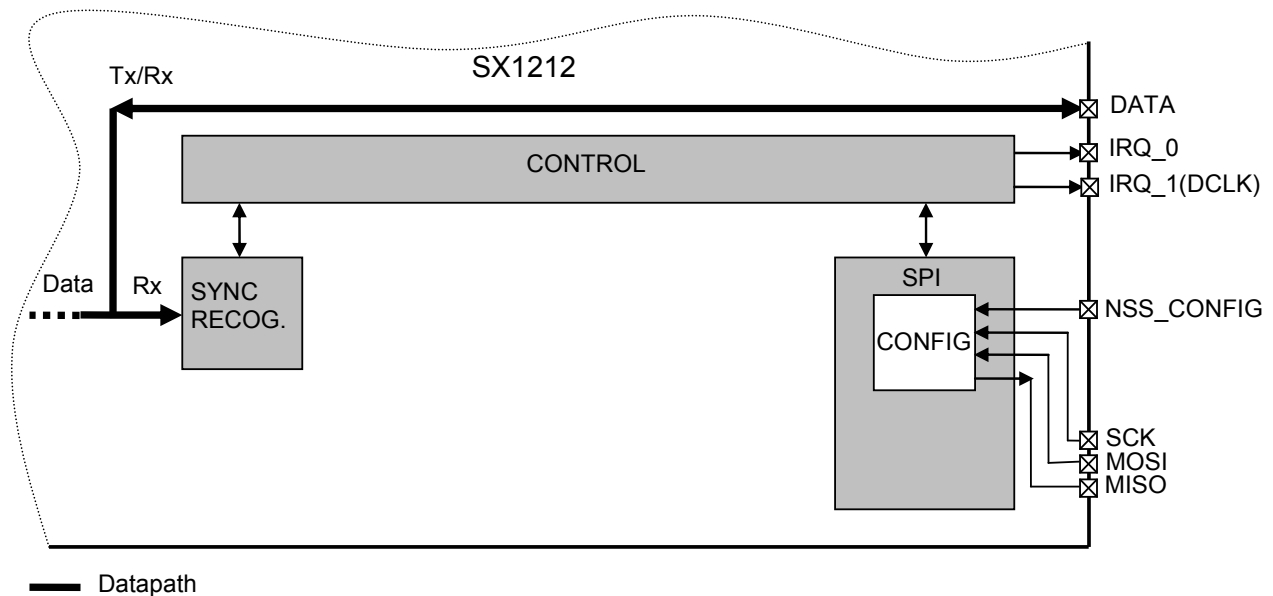 SX1212
Tx/Rx
DATA
IRQ_0
CONTROL
IRQ_1(DCLK)
Data
Rx
SYNC
RECOG.
SPI
NSS_CONFIG
CONFIG
SCK
MOSI
MISO
Datapath